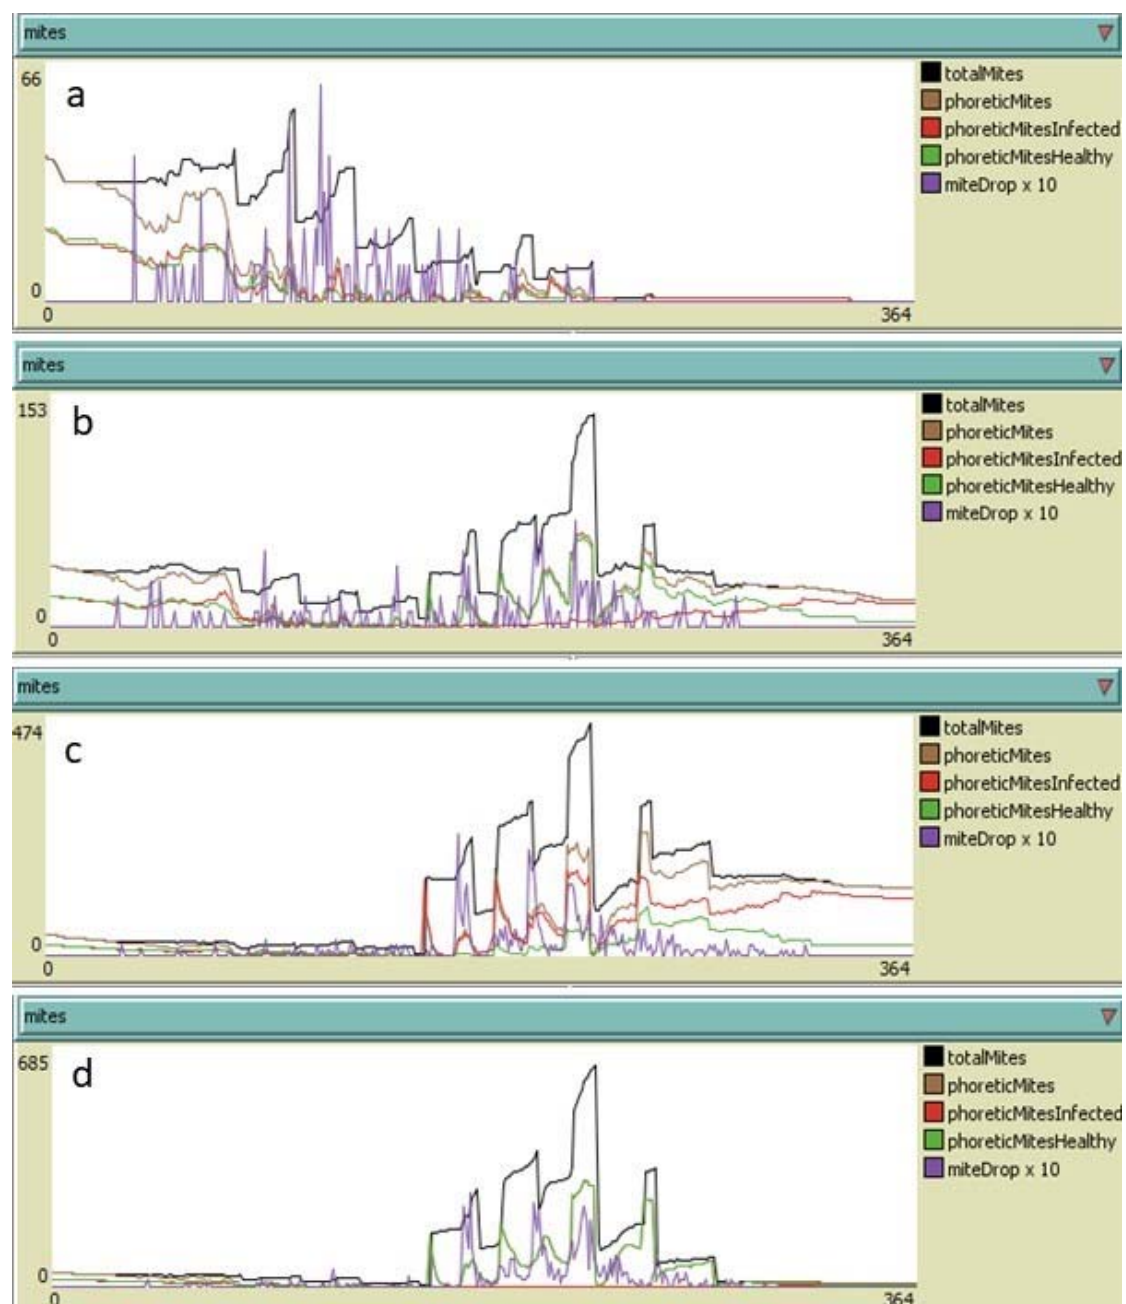 mites
66
a
totalMites
phoreticMites
phoreticMitesInfected
phoreticMitesHealthy
miteDrop x 10
0
0 364
mites
153
b
totalMites
phoreticMites
phoreticMitesInfected
phoreticMitesHealthy
miteDrop x 10
0
0 364
mites
474
c
totalMites
phoreticMites
phoreticMitesInfected
phoreticMitesHealthy
miteDrop x 10
0
0 364
mites
685
d
totalMites
phoreticMites
phoreticMitesInfected
phoreticMitesHealthy
miteDrop x 10
0
0 364